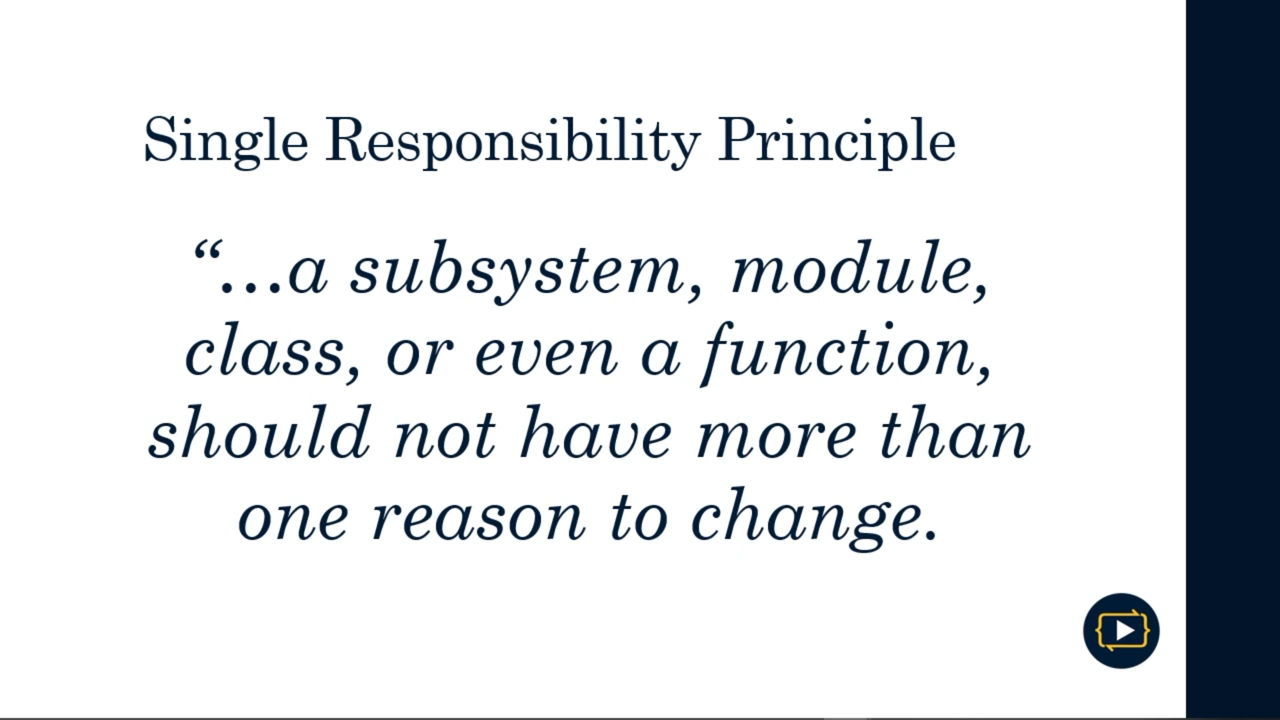 Single Responsibility Principle
“...a subsystem, module,
class, or even a function,
should not have more than
one reason to change.